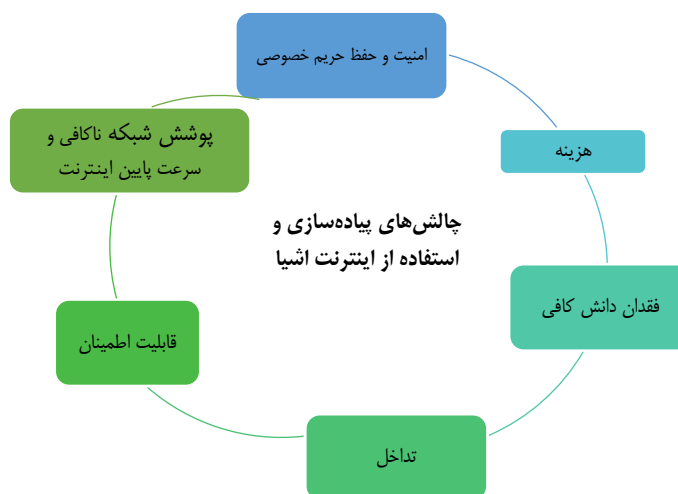 امنیت و حفظ حریم خصوصی
هزینه
فقدان دانش کافی
تداخل
قابلیت اطمینان
پوشش شبکه ناکافی و
سرعت پایین اینترنت
چالش‌های پیاده‌سازی و
استفاده از اینترنت اشیا